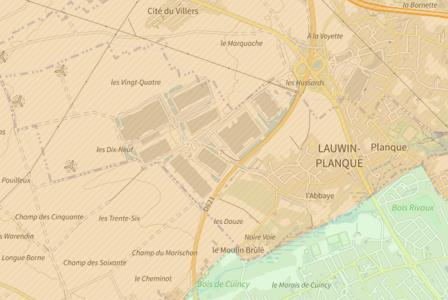 Cité du Villers
la Bornette
À la Voyette
le Marquache
les Vingt-Quatre
les Hussards
les Dix-Neuf
LAUWIN-
PLANQUE
Planque
Pouilleux
l'Abbaye
Bois Rivaux
D621
Champ des Cinquante
les Trente-Six
les Douze
Warendin
Noire Voie
le Moulin Brûlé
Longue Borne
Champ du Marischon
Champ des Soixante
le Cheminot
Bois de Cuincy
le Marais de Cuincy